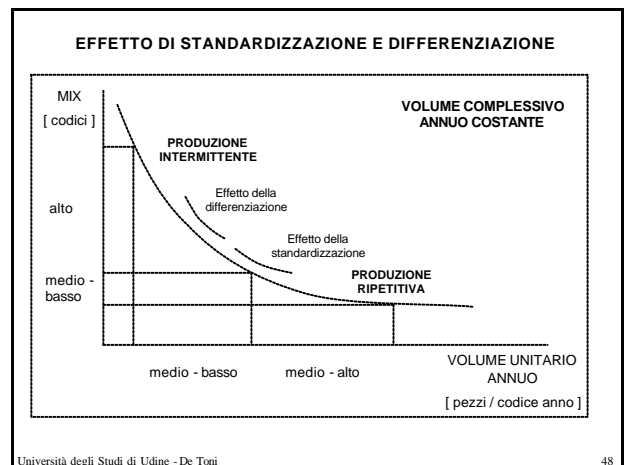 EFFETTO DI STANDARDIZZAZIONE E DIFFERENZIAZIONE
MIX
[ codici ]
VOLUME COMPLESSIVO
ANNUO COSTANTE
PRODUZIONE
INTERMITTENTE
Effetto della
differenziazione
alto
Effetto della
standardizzazione
PRODUZIONE
RIPETITIVA
medio -
basso
medio - basso
medio - alto
VOLUME UNITARIO
ANNUO
[ pezzi / codice anno ]
Università degli Studi di Udine - De Toni
48